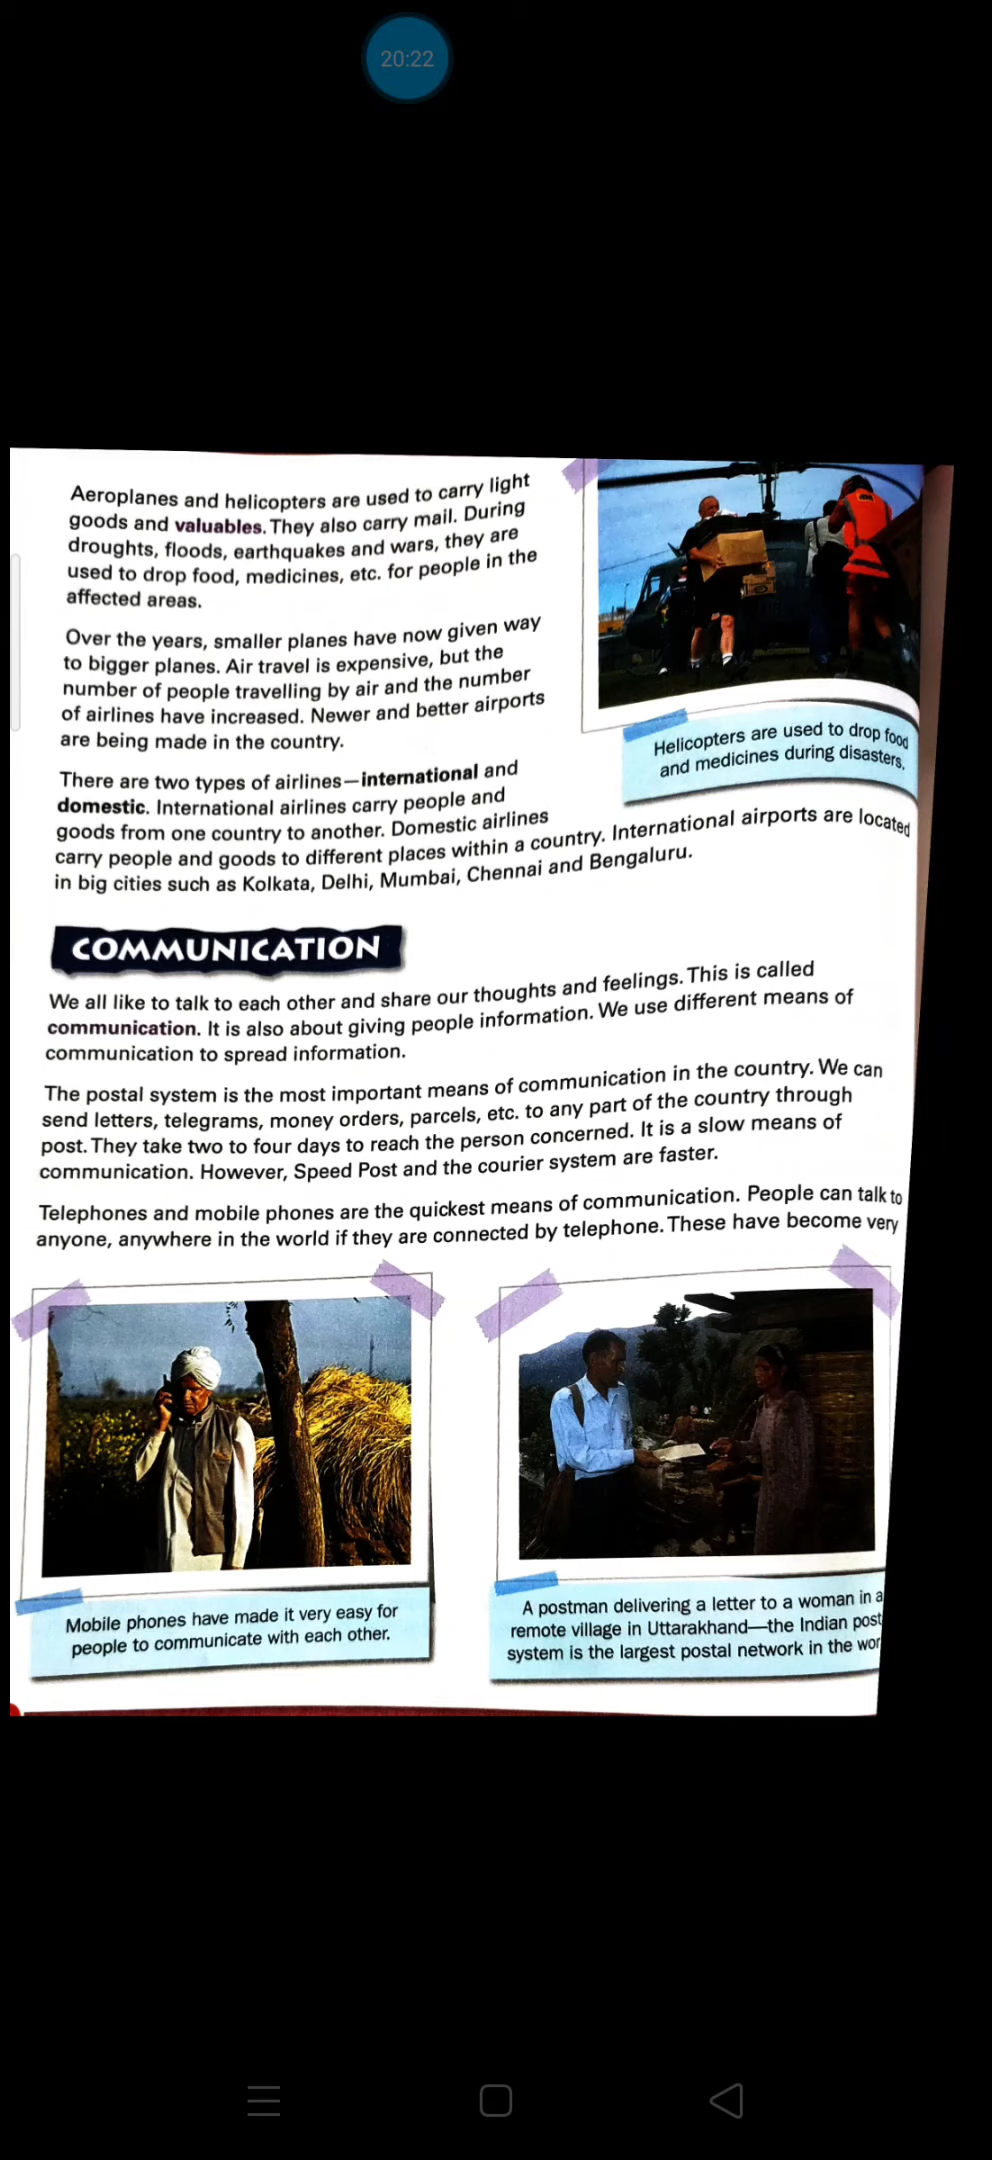 20:22
Aeroplanes and helicopters are used to carry light
goods and valuables. They also carry mail. During
droughts, floods, earthquakes and wars, they are
used to drop food, medicines, etc. for people in the
affected areas.
Over the years, smaller planes have now given way
to bigger planes. Air travel is expensive, but the
number of people travelling by air and the number
of airlines have increased. Newer and better airports
are being made in the country.
Helicopters are used to drop food
and medicines during disasters.
There are two types of airlines—international and
domestic. International airlines carry people and
goods from one country to another. Domestic airlines
carry people and goods to different places within a country. International airports are located
in big cities such as Kolkata, Delhi, Mumbai, Chennai and Bengaluru.
COMMUNICATION
We all like to talk to each other and share our thoughts and feelings. This is called
communication. It is also about giving people information. We use different means of
communication to spread information.
The postal system is the most important means of communication in the country. We can
send letters, telegrams, money orders, parcels, etc. to any part of the country through
post. They take two to four days to reach the person concerned. It is a slow means of
communication. However, Speed Post and the courier system are faster.
Telephones and mobile phones are the quickest means of communication. People can talk to
anyone, anywhere in the world if they are connected by telephone. These have become very
Mobile phones have made it very easy for
people to communicate with each other.
A postman delivering a letter to a woman in a
remote village in Uttarakhand—the Indian post
system is the largest postal network in the wor